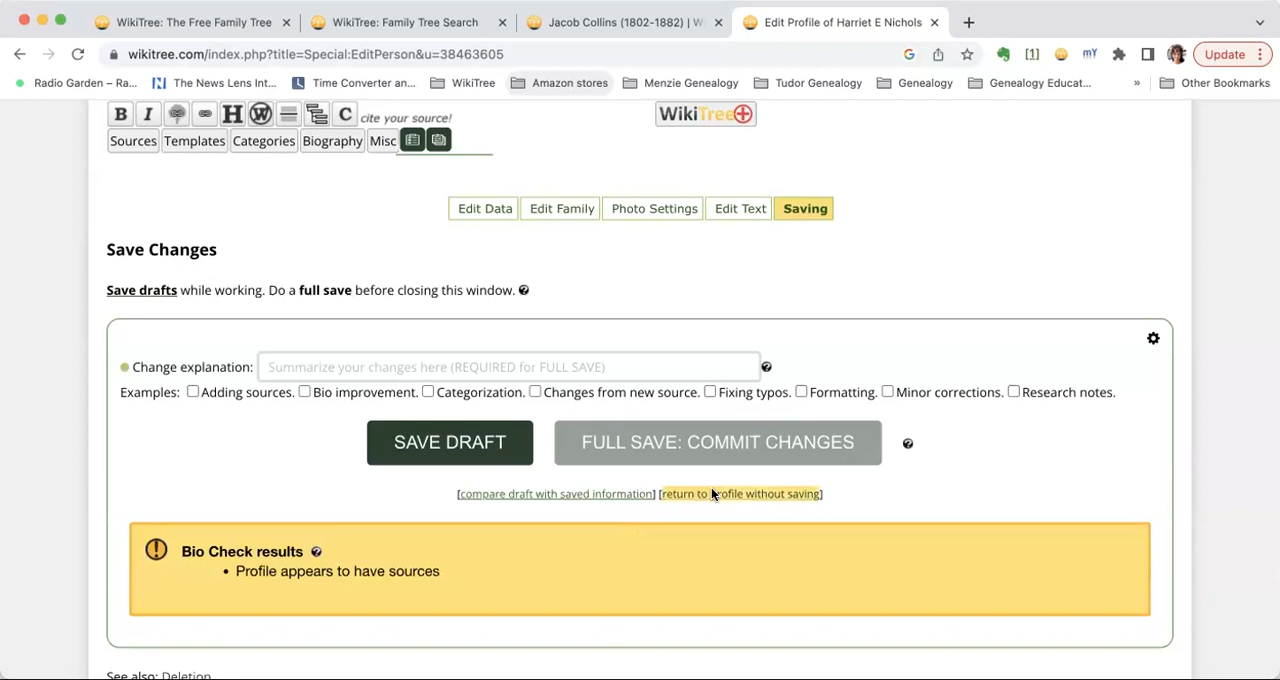 WikiTree: The Free Family Tree
WikiTree: Family Tree Search
Jacob Collins (1802-1882) | W
Edit Profile of Harriet E Nichols
wikitree.com/index.php?title=Special:EditPerson&u=38463605
G [1] mY Update
Radio Garden – Ra... The News Lens Int... Time Converter an... WikiTree Amazon stores Menzie Genealogy Tudor Genealogy Genealogy Genealogy Educat... » Other Bookmarks
B I H W C cite your source! WikiTree+
Sources Templates Categories Biography Misc
Edit Data Edit Family Photo Settings Edit Text Saving
Save Changes
Save drafts while working. Do a full save before closing this window. ?
Change explanation: Summarize your changes here (REQUIRED for FULL SAVE) ?
Examples: Adding sources. Bio improvement. Categorization. Changes from new source. Fixing typos. Formatting. Minor corrections. Research notes.
SAVE DRAFT FULL SAVE: COMMIT CHANGES ?
[compare draft with saved information] [return to profile without saving]
! Bio Check results ?
• Profile appears to have sources
See also: Deletion